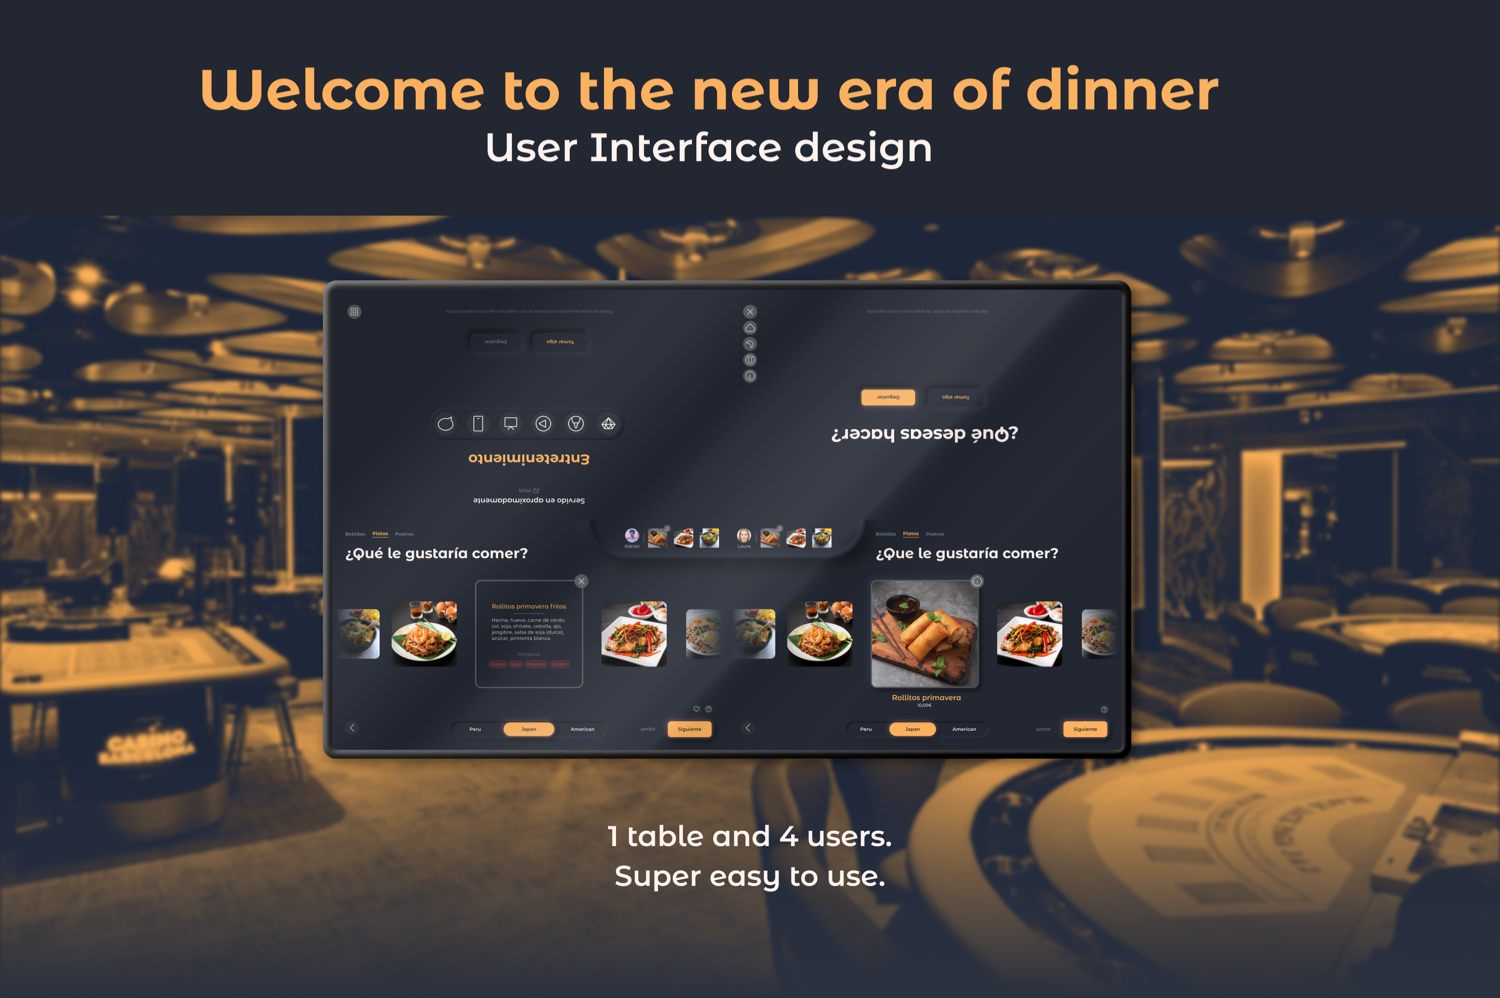 Welcome to the new era of dinner
User Interface design
Degustar
Tomar algo
Degustar
Tomar algo
¿Qué deseas hacer?
Entretenimiento
22 min
Servido en aproximadamente
Bebidas Platos Postres
¿Qué le gustaría comer?
Adrián
Laura
Bebidas Platos Postres
¿Que le gustaría comer?
Rollitos primavera fritos
Harina, huevo, carne de cerdo,
col, soja, shitake, cebolla, ajo,
jengibre, salsa de soja (dulce),
azúcar, pimienta blanca.
Rollitos primavera
10,00€
Peru Japan American
omitir
Siguiente
Peru Japan American
omitir
Siguiente
CASINO
BARCELONA
1 table and 4 users.
Super easy to use.